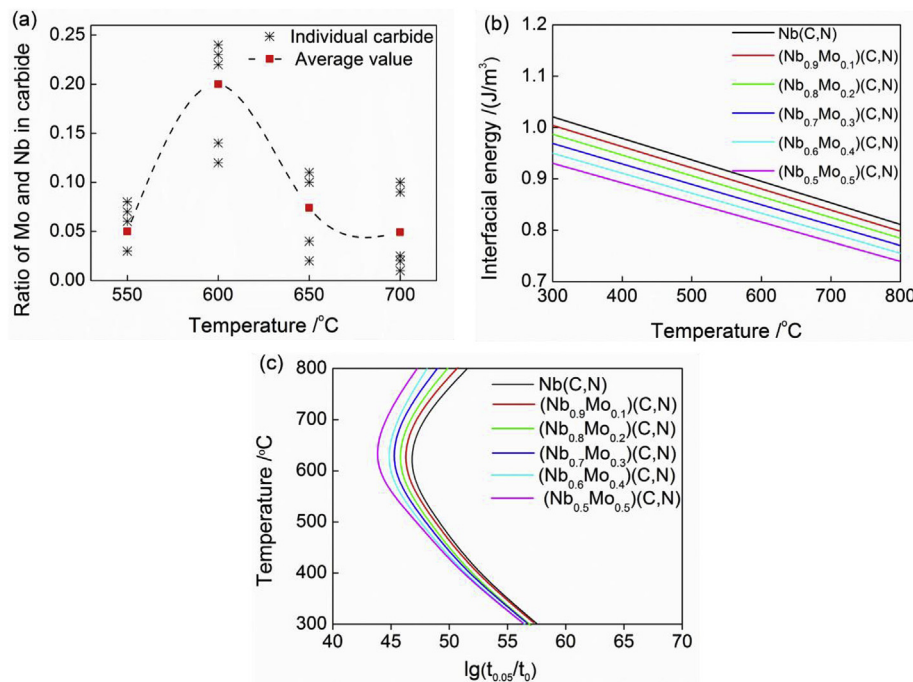 (a)
Ratio of Mo and Nb in carbide
0.25
0.20
0.15
0.10
0.05
0.00
Individual carbide
Average value
550 600 650 700
Temperature /°C
(b)
Interfacial energy /(J/m³)
1.2
1.1
1.0
0.9
0.8
0.7
Nb(C,N)
(Nb₀.₉Mo₀.₁)(C,N)
(Nb₀.₈Mo₀.₂)(C,N)
(Nb₀.₇Mo₀.₃)(C,N)
(Nb₀.₆Mo₀.₄)(C,N)
(Nb₀.₅Mo₀.₅)(C,N)
300 400 500 600 700 800
Temperature /°C
(c)
Temperature /°C
800
700
600
500
400
300
Nb(C,N)
(Nb₀.₉Mo₀.₁)(C,N)
(Nb₀.₈Mo₀.₂)(C,N)
(Nb₀.₇Mo₀.₃)(C,N)
(Nb₀.₆Mo₀.₄)(C,N)
(Nb₀.₅Mo₀.₅)(C,N)
40 45 50 55 60 65 70
lg(t₀.₀₅/t₀)